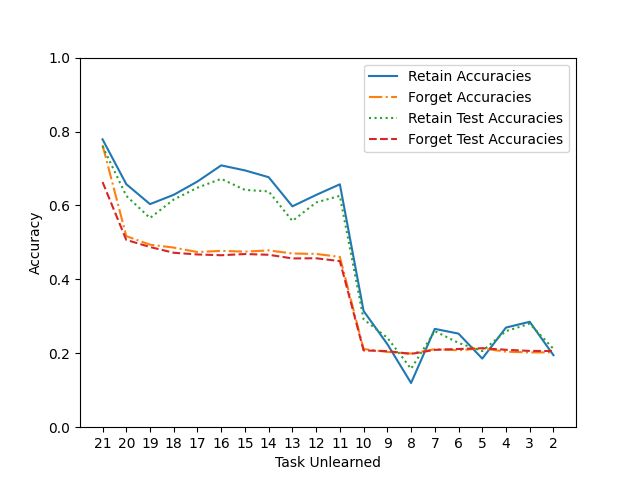 1.0
0.8
0.6
0.4
0.2
0.0
Accuracy
Retain Accuracies
Forget Accuracies
Retain Test Accuracies
Forget Test Accuracies
21 20 19 18 17 16 15 14 13 12 11 10 9 8 7 6 5 4 3 2
Task Unlearned